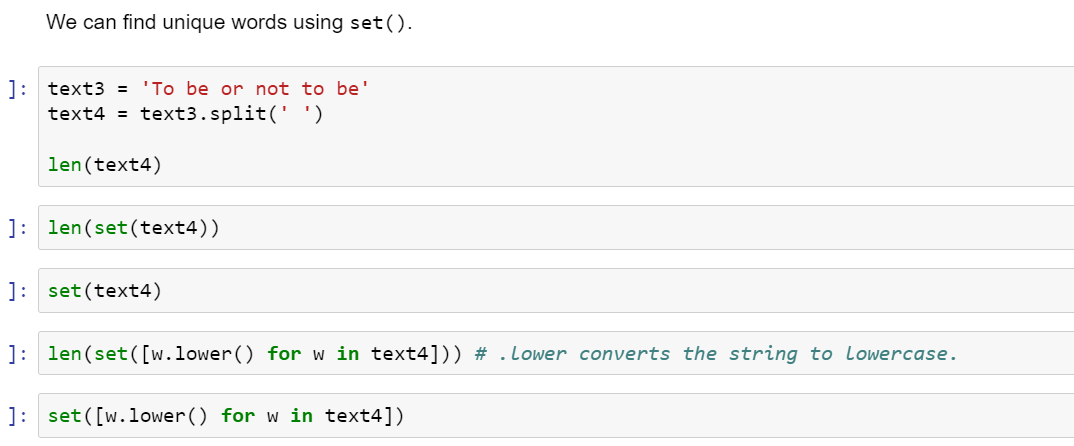 We can find unique words using set().
]: text3 = 'To be or not to be'
text4 = text3.split(' ')
len(text4)
]: len(set(text4))
]: set(text4)
]: len(set([w.lower() for w in text4])) # .lower converts the string to lowercase.
]: set([w.lower() for w in text4])